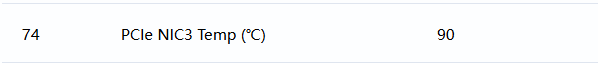 74 PCIe NIC3 Temp (℃) 90